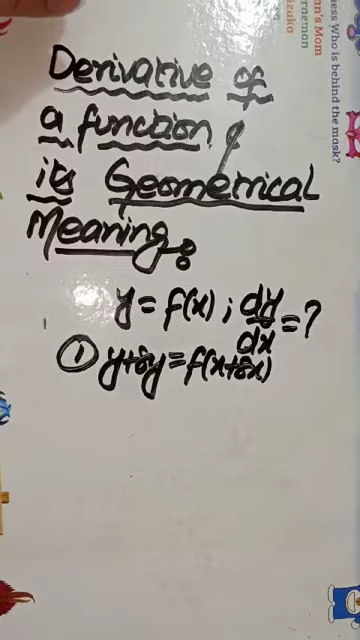 Derivative of
a function &
its Geometrical
Meaning :
y = f(x) ; dy/dx = ?
① y+δy = f(x+δx)
an's Mom
raemon
izuka
ess Who is behind the mask?